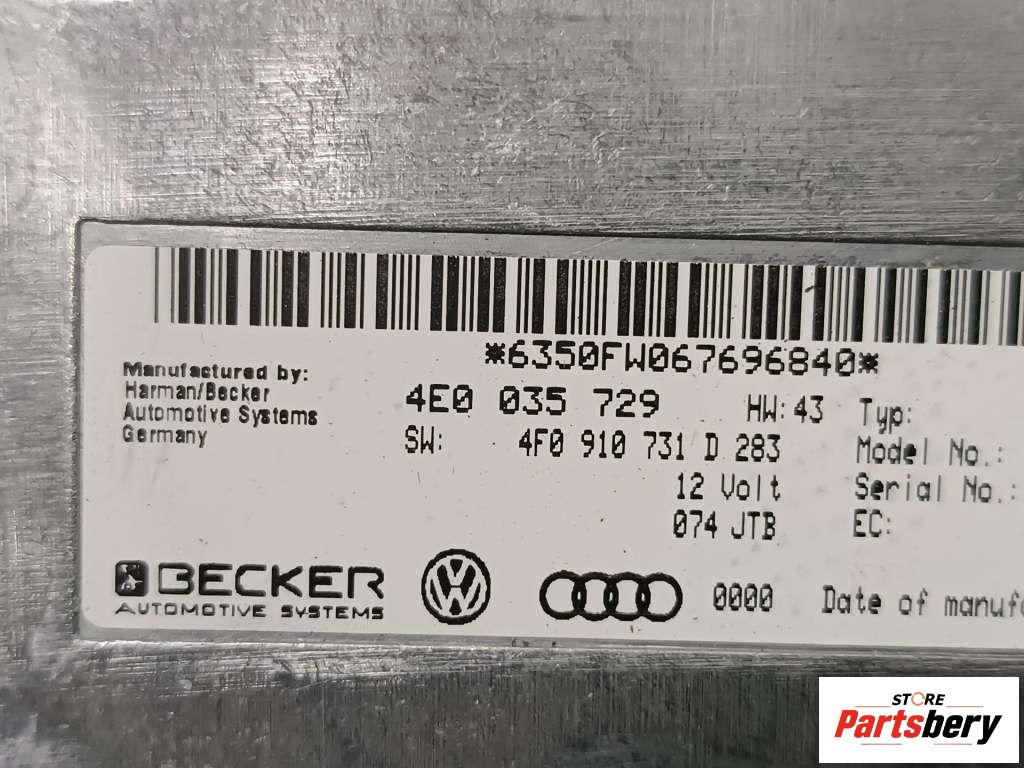 *6350FW067696840*
Manufactured by:
Harman/Becker
Automotive Systems
Germany
4E0 035 729 HW: 43 Typ:
SW: 4F0 910 731 D 283 Model No.:
12 Volt Serial No.:
074 JTB EC:
BECKER
AUTOMOTIVE SYSTEMS
0000 Date of manufa
STORE
Partsbery